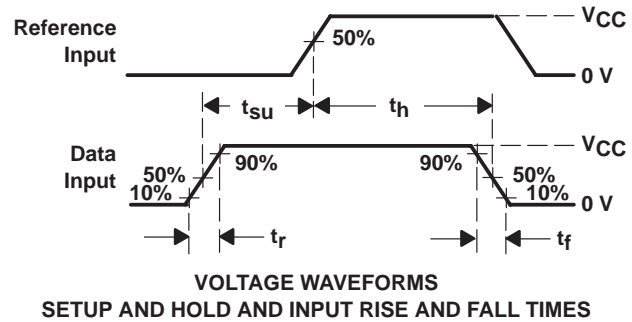 Reference
Input
50%
VCC
0 V
tsu
th
Data
Input
50%
10%
90%
90%
VCC
50%
10%
0 V
tr
tf
VOLTAGE WAVEFORMS
SETUP AND HOLD AND INPUT RISE AND FALL TIMES